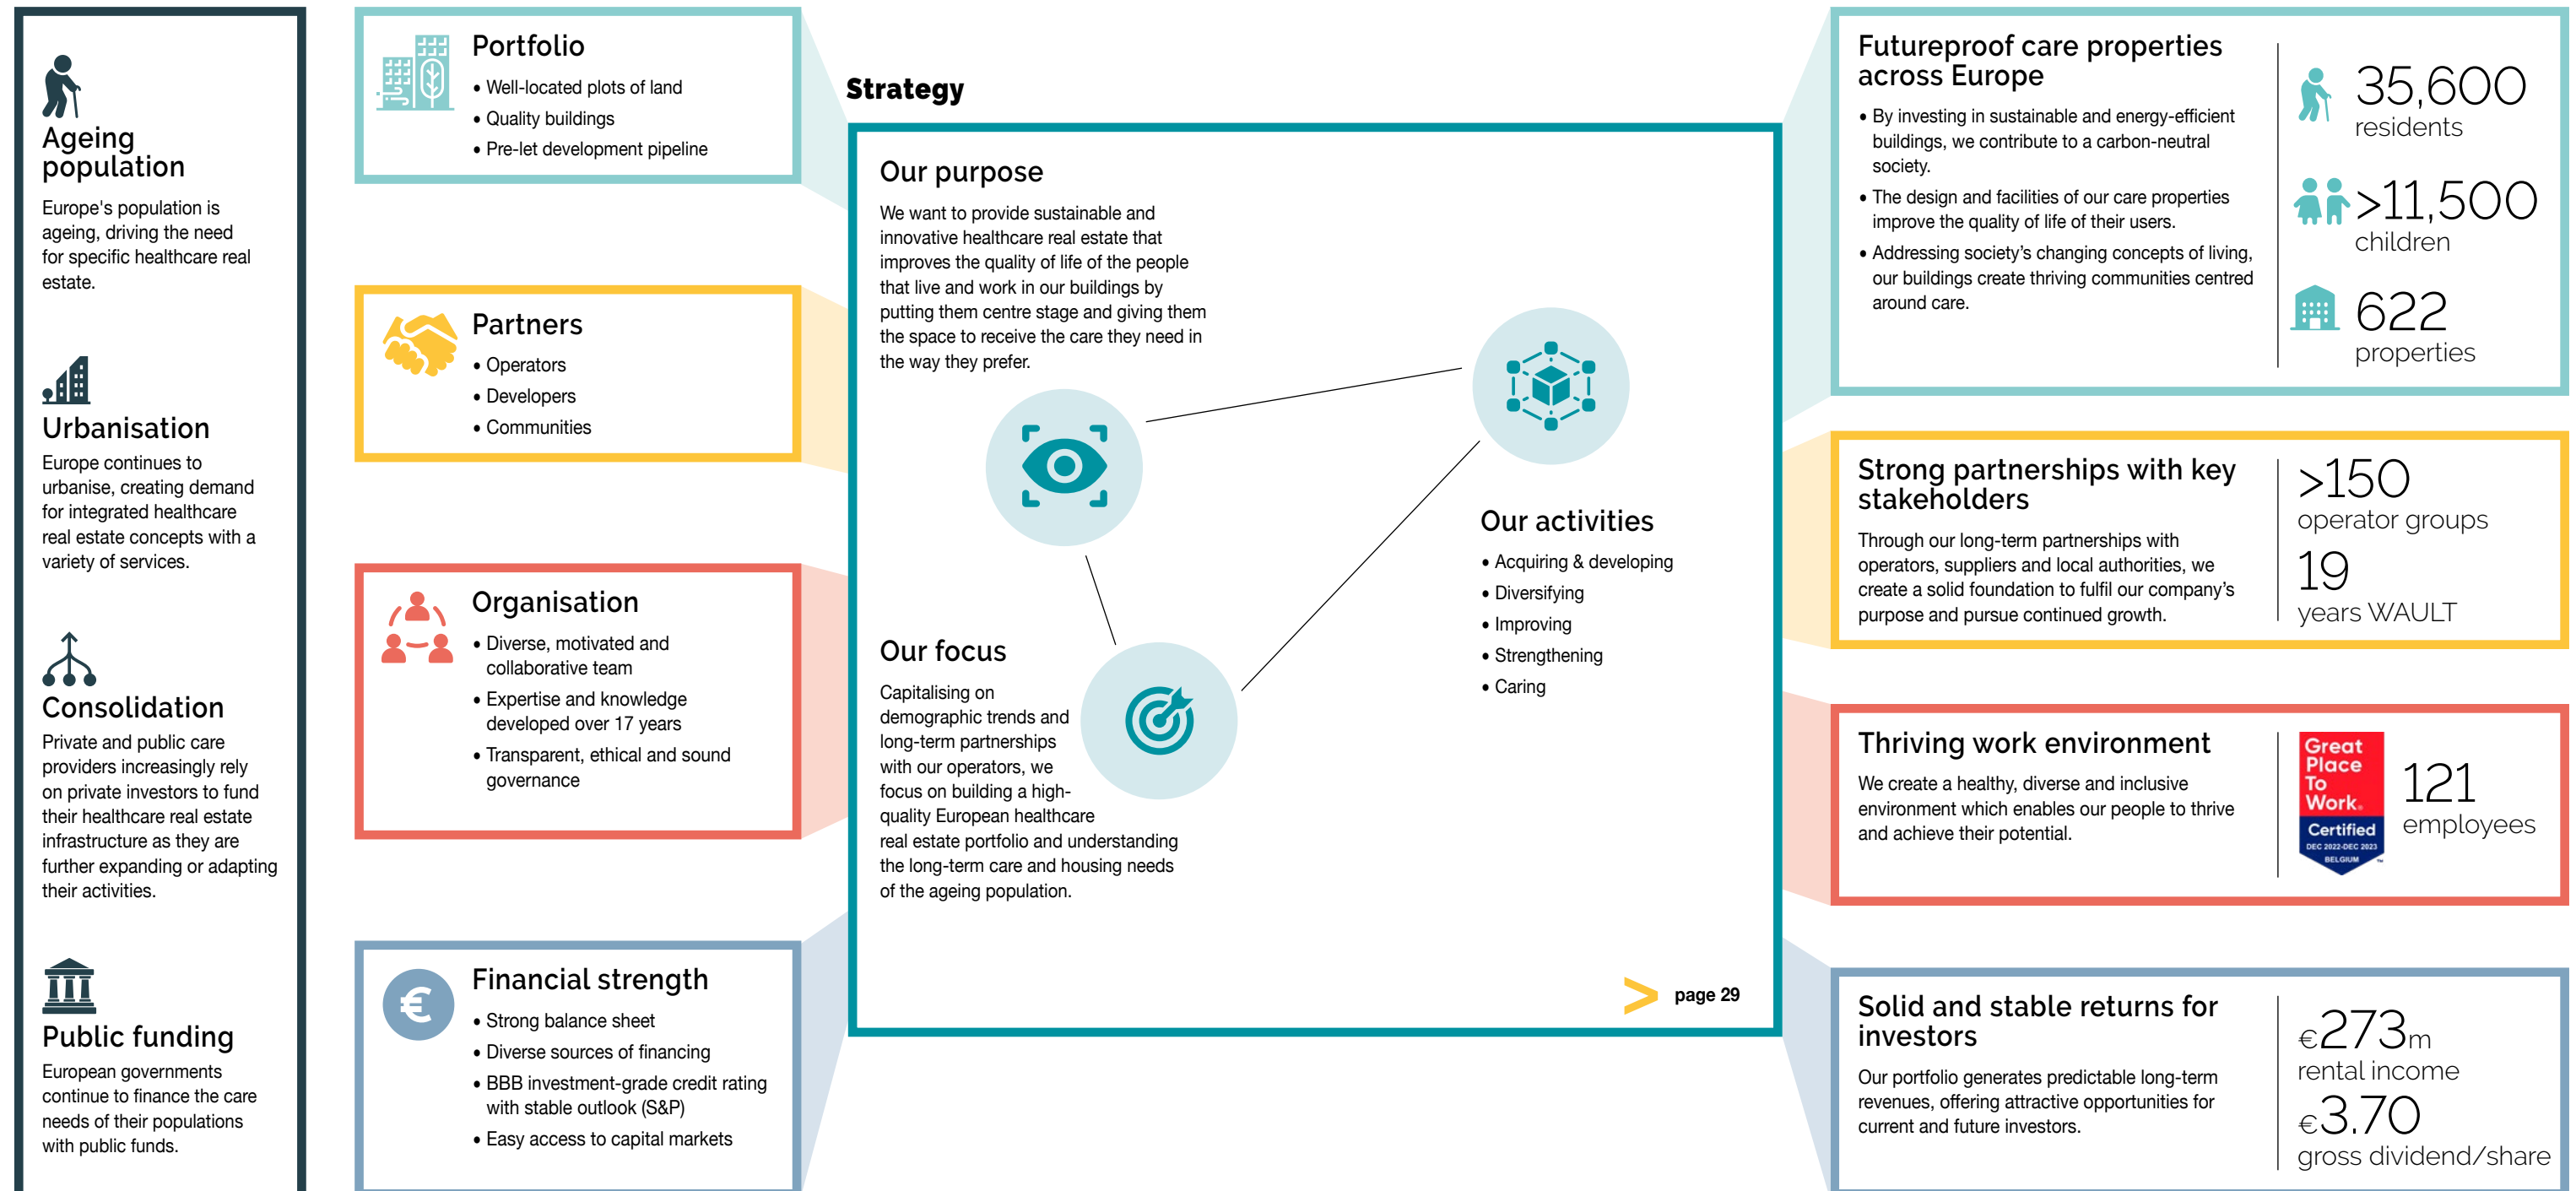 Ageing
population
Europe's population is
ageing, driving the need
for specific healthcare real
estate.
Urbanisation
Europe continues to
urbanise, creating demand
for integrated healthcare
real estate concepts with a
variety of services.
Consolidation
Private and public care
providers increasingly rely
on private investors to fund
their healthcare real estate
infrastructure as they are
further expanding or adapting
their activities.
Public funding
European governments
continue to finance the care
needs of their populations
with public funds.
Portfolio
• Well-located plots of land
• Quality buildings
• Pre-let development pipeline
Partners
• Operators
• Developers
• Communities
Organisation
• Diverse, motivated and
collaborative team
• Expertise and knowledge
developed over 17 years
• Transparent, ethical and sound
governance
€
Financial strength
• Strong balance sheet
• Diverse sources of financing
• BBB investment-grade credit rating
with stable outlook (S&P)
• Easy access to capital markets
Strategy
Our purpose
We want to provide sustainable and
innovative healthcare real estate that
improves the quality of life of the people
that live and work in our buildings by
putting them centre stage and giving them
the space to receive the care they need in
the way they prefer.
Our focus
Capitalising on
demographic trends and
long-term partnerships
with our operators, we
focus on building a high-
quality European healthcare
real estate portfolio and understanding
the long-term care and housing needs
of the ageing population.
Our activities
• Acquiring & developing
• Diversifying
• Improving
• Strengthening
• Caring
> page 29
Futureproof care properties
across Europe
• By investing in sustainable and energy-efficient
buildings, we contribute to a carbon-neutral
society.
• The design and facilities of our care properties
improve the quality of life of their users.
• Addressing society’s changing concepts of living,
our buildings create thriving communities centred
around care.
35,600
residents
>11,500
children
622
properties
Strong partnerships with key
stakeholders
Through our long-term partnerships with
operators, suppliers and local authorities, we
create a solid foundation to fulfil our company’s
purpose and pursue continued growth.
>150
operator groups
19
years WAULT
Thriving work environment
We create a healthy, diverse and inclusive
environment which enables our people to thrive
and achieve their potential.
Great
Place
To
Work.
Certified
DEC 2022-DEC 2023
BELGIUM
™
121
employees
Solid and stable returns for
investors
Our portfolio generates predictable long-term
revenues, offering attractive opportunities for
current and future investors.
€273m
rental income
€3.70
gross dividend/share